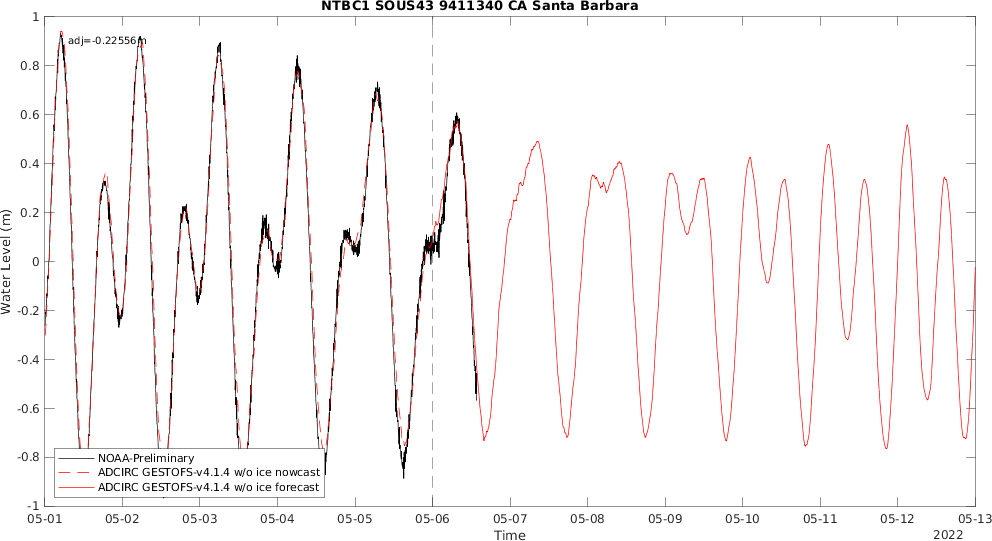 NTBC1 SOUS43 9411340 CA Santa Barbara
adj=-0.22556 m
1
0.8
0.6
0.4
0.2
0
-0.2
-0.4
-0.6
-0.8
-1
Water Level (m)
NOAA-Preliminary
ADCIRC GESTOFS-v4.1.4 w/o ice nowcast
ADCIRC GESTOFS-v4.1.4 w/o ice forecast
05-01 05-02 05-03 05-04 05-05 05-06 05-07 05-08 05-09 05-10 05-11 05-12 05-13
Time
2022